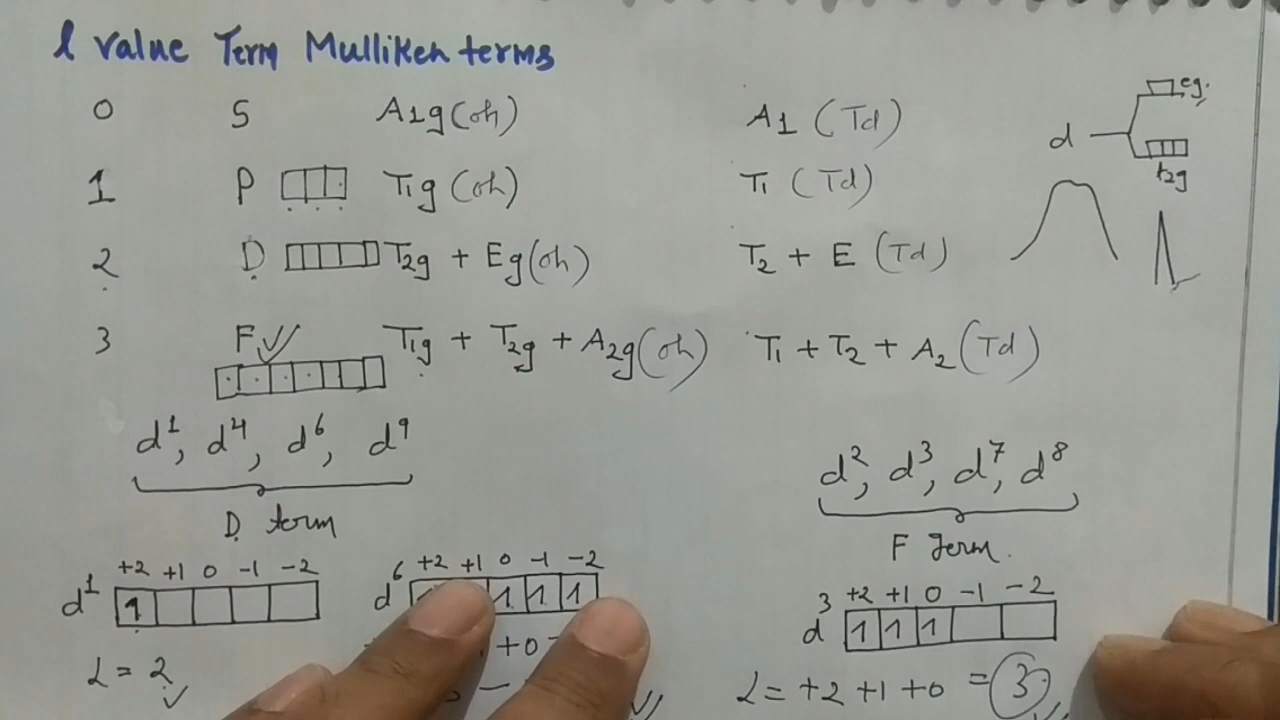 l value Term Mulliken terms
0 S A1g (oh) A1 (Td)
d eg.
t2g
1 P T1g (oh) T1 (Td)
2 D T2g + Eg (oh) T2 + E (Td)
3 F T1g + T2g + A2g (oh) T1 + T2 + A2 (Td)
d¹, d⁴, d⁶, d⁹
D term
d², d³, d⁷, d⁸
F Term.
+2 +1 0 -1 -2
d¹ 1
L = 2
+2 +1 0 -1 -2
d⁶ 1 1 1
+0
+2 +1 0 -1 -2
d³ 1 1 1
L = +2 +1 +0 = 3